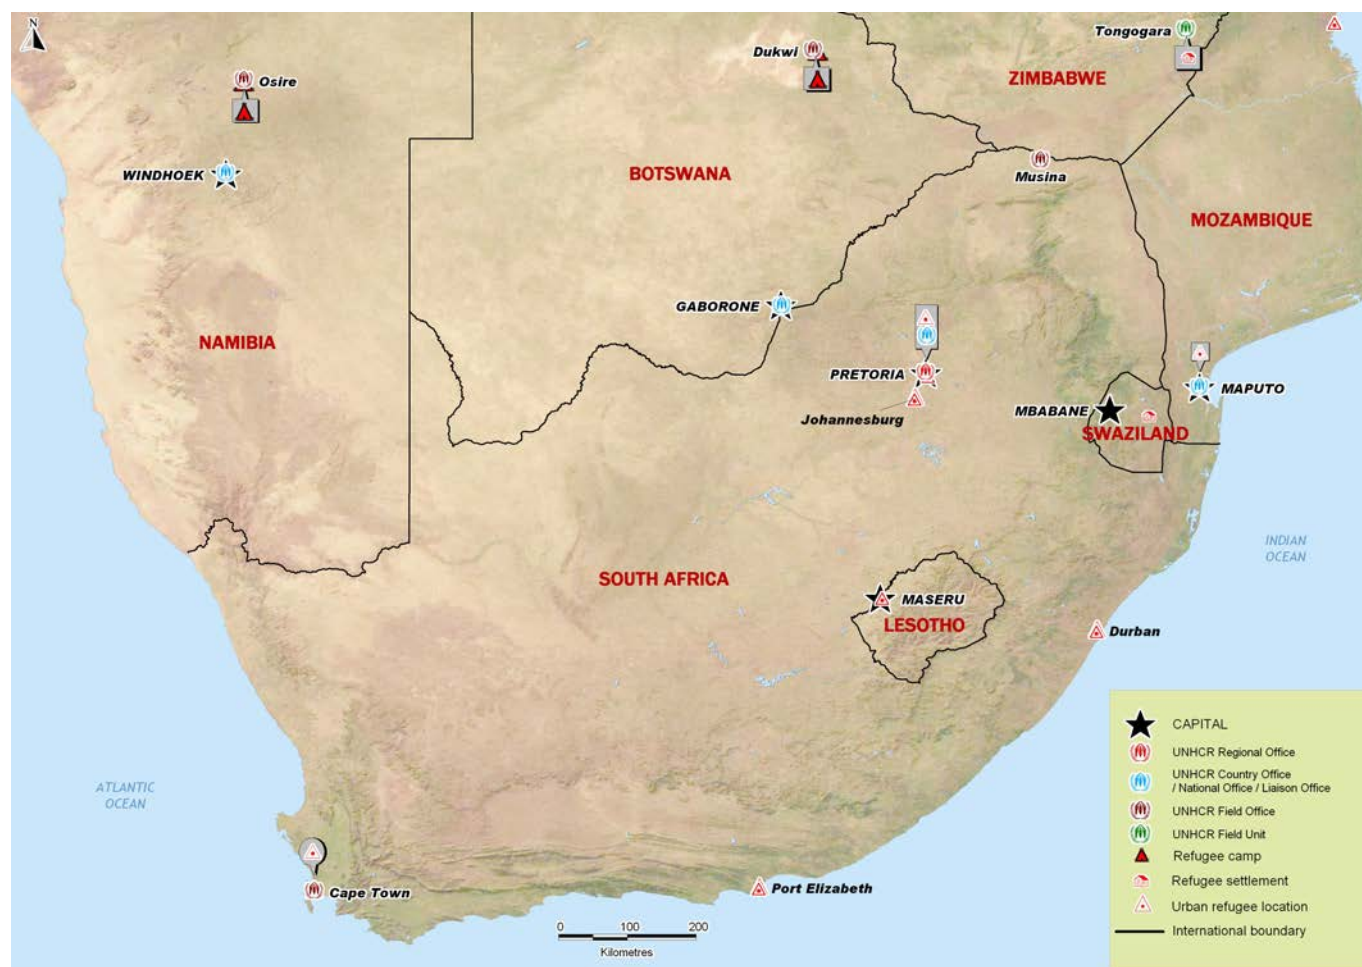 N
Tongogara
Dukwi
Osire
ZIMBABWE
WINDHOEK
BOTSWANA
Musina
MOZAMBIQUE
GABORONE
NAMIBIA
PRETORIA
MAPUTO
Johannesburg
MBABANE
SWAZILAND
INDIAN
OCEAN
SOUTH AFRICA
MASERU
LESOTHO
Durban
ATLANTIC
OCEAN
Cape Town
Port Elizabeth
0 100 200
Kilometres
CAPITAL
UNHCR Regional Office
UNHCR Country Office
/ National Office / Liaison Office
UNHCR Field Office
UNHCR Field Unit
Refugee camp
Refugee settlement
Urban refugee location
International boundary